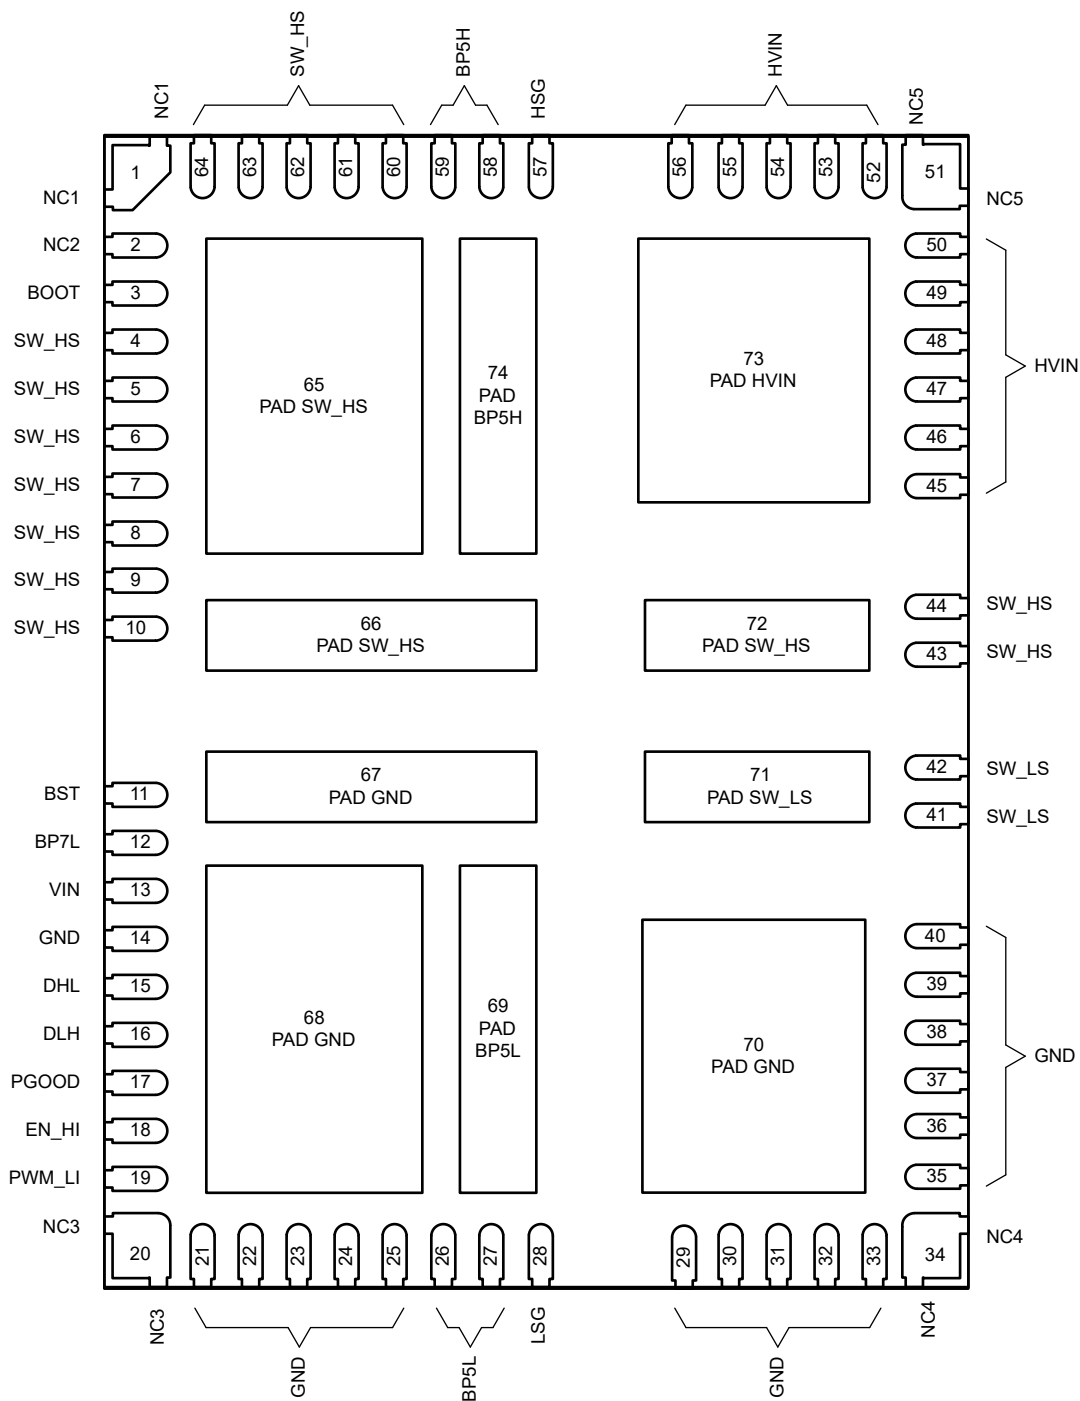 SW_HS
BP5H
HVIN
NC1
HSG
NC5
1
64
63
62
61
60
59
58
57
56
55
54
53
52
51
NC1
NC5
NC2
2
50
BOOT
3
49
SW_HS
4
48
SW_HS
5
47
HVIN
SW_HS
6
46
SW_HS
7
45
SW_HS
8
SW_HS
9
SW_HS
10
65
PAD SW_HS
74
PAD
BP5H
73
PAD HVIN
44
SW_HS
43
SW_HS
66
PAD SW_HS
72
PAD SW_HS
67
PAD GND
71
PAD SW_LS
42
SW_LS
41
SW_LS
BST
11
BP7L
12
VIN
13
GND
14
DHL
15
DLH
16
PGOOD
17
EN_HI
18
PWM_LI
19
68
PAD GND
69
PAD
BP5L
70
PAD GND
40
39
38
37
36
35
GND
NC3
NC4
20
21
22
23
24
25
26
27
28
29
30
31
32
33
34
NC3
LSG
NC4
GND
BP5L
GND